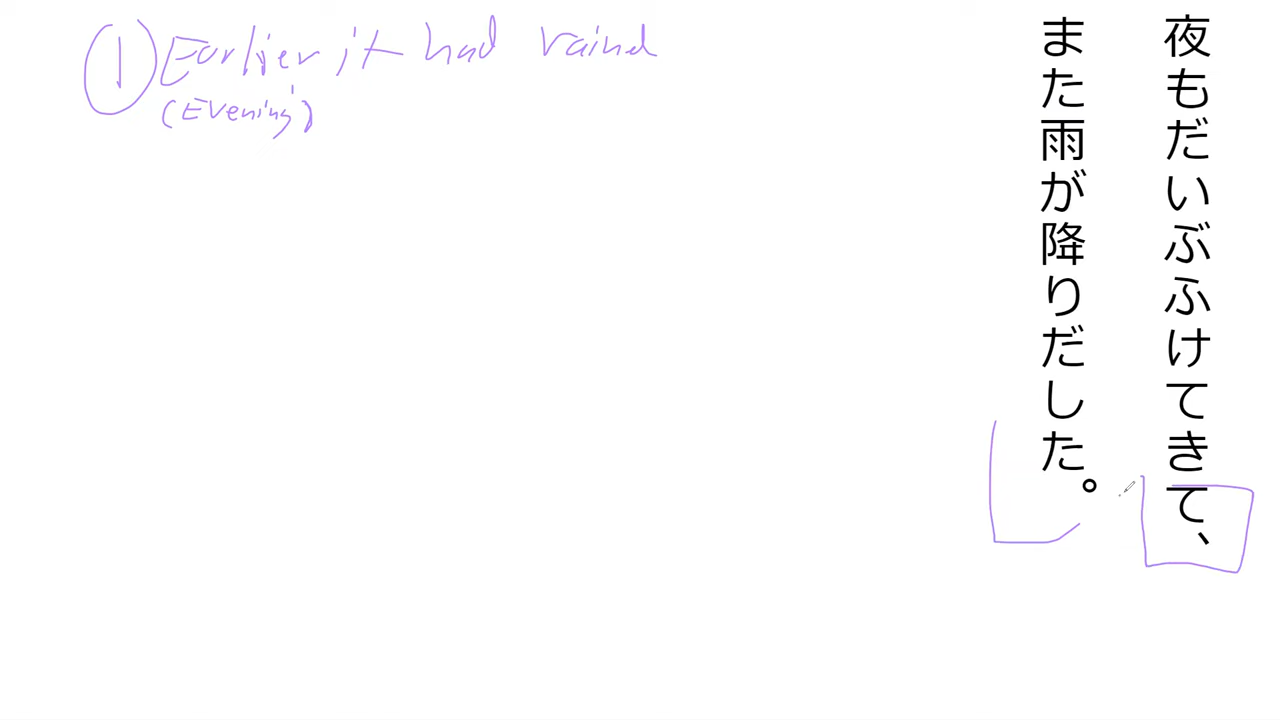 夜もだいぶふけてきて、
また雨が降りだした。
① Earlier it had raind
(Evening)